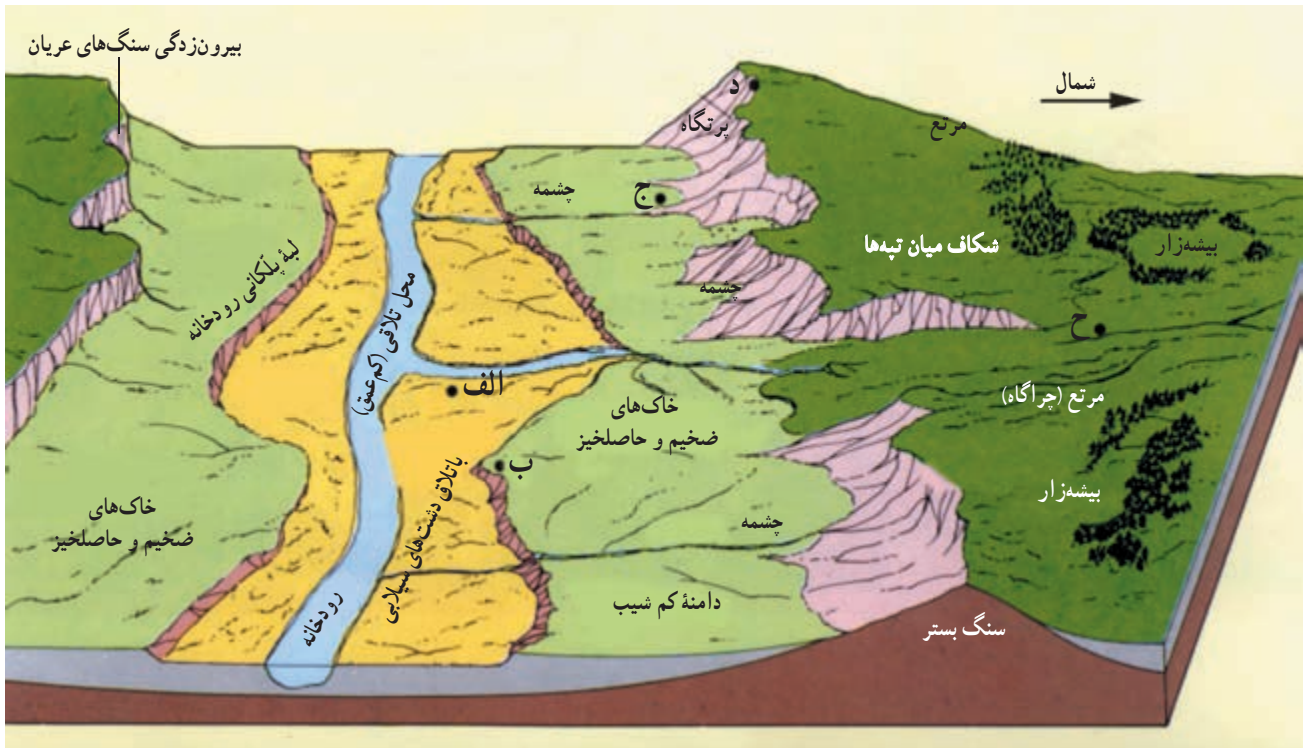 بیرون‌زدگی سنگ‌های عریان
شمال
د
پرتگاه
مرتع
چشمه
ج
شکاف میان تپه‌ها
بیشه‌زار
لبهٔ پلّکانی رودخانه
محل تلاقی (کم‌عمق)
چشمه
ح
الف
مرتع (چراگاه)
خاک‌های
ضخیم و حاصلخیز
ب
باتلاق دشت‌های سیلابی
بیشه‌زار
خاک‌های
ضخیم و حاصلخیز
چشمه
رودخانه
دامنهٔ کم شیب
سنگ بستر